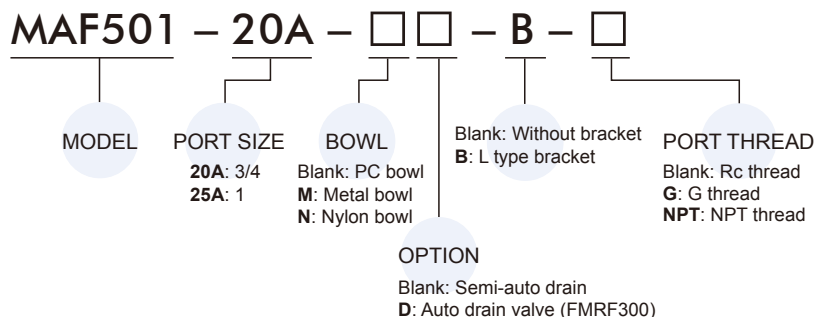 MAF501 – 20A – □□ – B – □
MODEL
PORT SIZE
20A: 3/4
25A: 1
BOWL
Blank: PC bowl
M: Metal bowl
N: Nylon bowl
OPTION
Blank: Semi-auto drain
D: Auto drain valve (FMRF300)
Blank: Without bracket
B: L type bracket
PORT THREAD
Blank: Rc thread
G: G thread
NPT: NPT thread